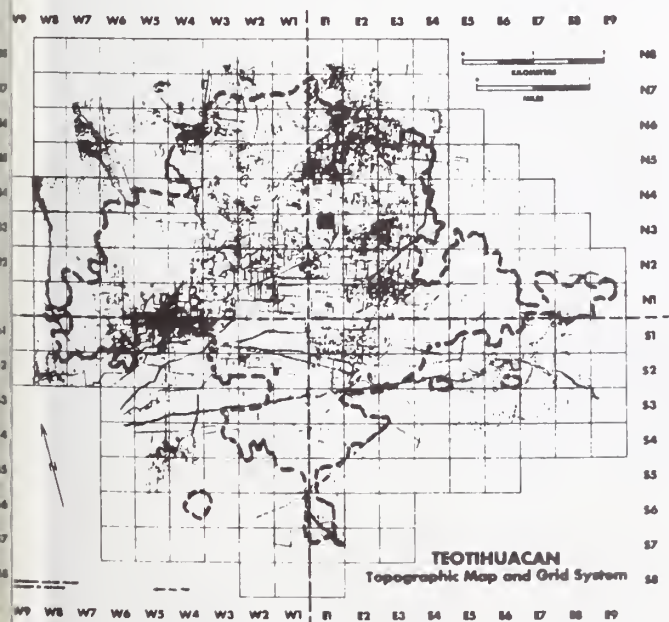 W9 W8 W7 W6 W5 W4 W3 W2 W1 E1 E2 E3 E4 E5 E6 E7 E8 E9
N8
KILOMETERS
N7
MILES
N6
N5
N4
N3
N2
N1
S1
S2
S3
S4
S5
N
S6
S7
TEOTIHUACAN
Topographic Map and Grid System
S8
W9 W8 W7 W6 W5 W4 W3 W2 W1 E1 E2 E3 E4 E5 E6 E7 E8 E9